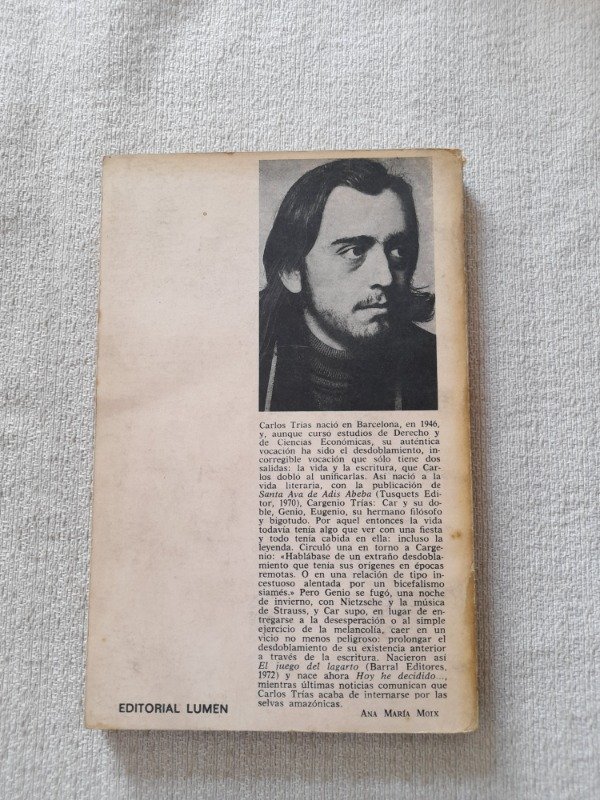 Carlos Trías nació en Barcelona, en 1946,
y, aunque curso estudios de Derecho y
de Ciencias Económicas, su auténtica
vocación ha sido el desdoblamiento, in-
corregible vocación que sólo tiene dos
salidas: la vida y la escritura, que Car-
los dobló al unificarlas. Así nació a la
vida literaria, con la publicación de
Santa Ava de Adis Abeba (Tusquets Edi-
tor, 1970), Cargenio Trías: Car y su do-
ble, Genio, Eugenio, su hermano filósofo
y bigotudo. Por aquel entonces la vida
todavía tenía algo que ver con una fiesta
y todo tenía cabida en ella: incluso la
leyenda. Circuló una en torno a Carge-
nio: «Hablábase de un extraño desdobla-
miento que tenía sus orígenes en épocas
remotas. O en una relación de tipo in-
cestuoso alentada por un bicefalismo
siamés.» Pero Genio se fugó, una noche
de invierno, con Nietzsche y la música
de Strauss, y Car supo, en lugar de en-
tregarse a la desesperación o al simple
ejercicio de la melancolía, caer en un
vicio no menos peligroso: prolongar el
desdoblamiento de su existencia anterior
a través de la escritura. Nacieron así
El juego del lagarto (Barral Editores,
1972) y nace ahora Hoy he decidido...,
mientras últimas noticias comunican que
Carlos Trías acaba de internarse por las
selvas amazónicas.
Ana María Moix
EDITORIAL LUMEN